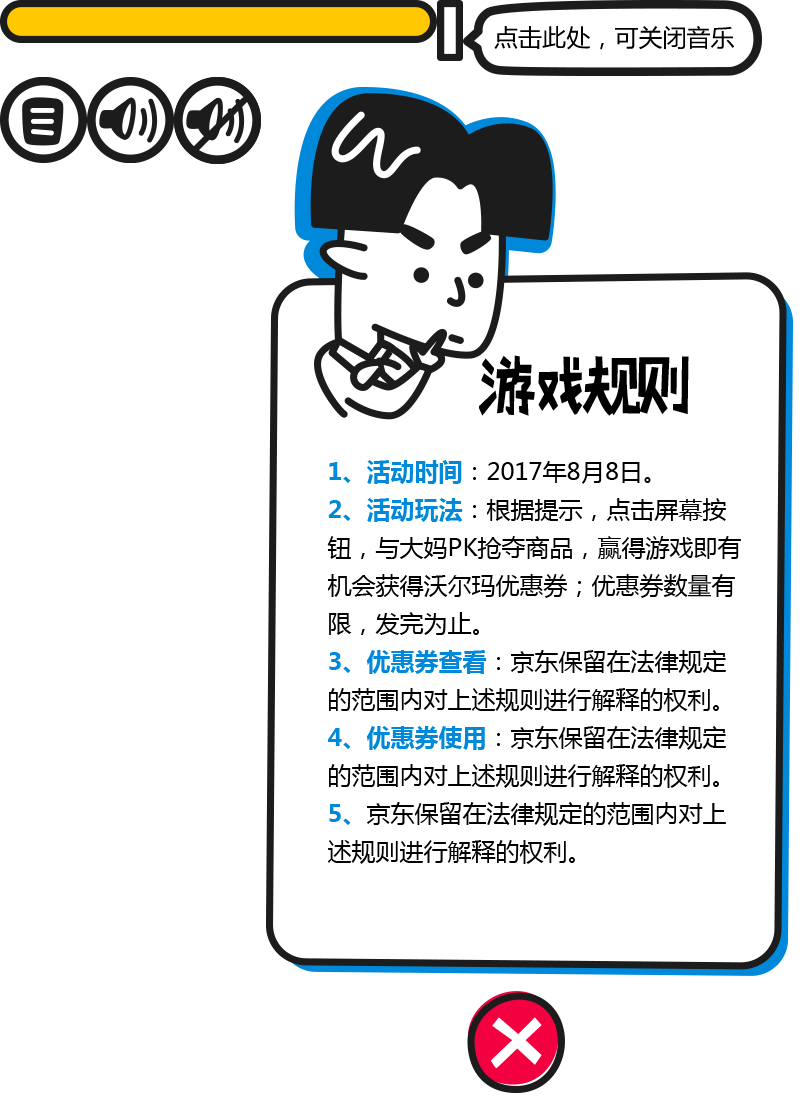 点击此处，可关闭音乐
游戏规则
1、活动时间：2017年8月8日。
2、活动玩法：根据提示，点击屏幕按
钮，与大妈PK抢夺商品，赢得游戏即有
机会获得沃尔玛优惠券；优惠券数量有
限，发完为止。
3、优惠券查看：京东保留在法律规定
的范围内对上述规则进行解释的权利。
4、优惠券使用：京东保留在法律规定
的范围内对上述规则进行解释的权利。
5、京东保留在法律规定的范围内对上
述规则进行解释的权利。